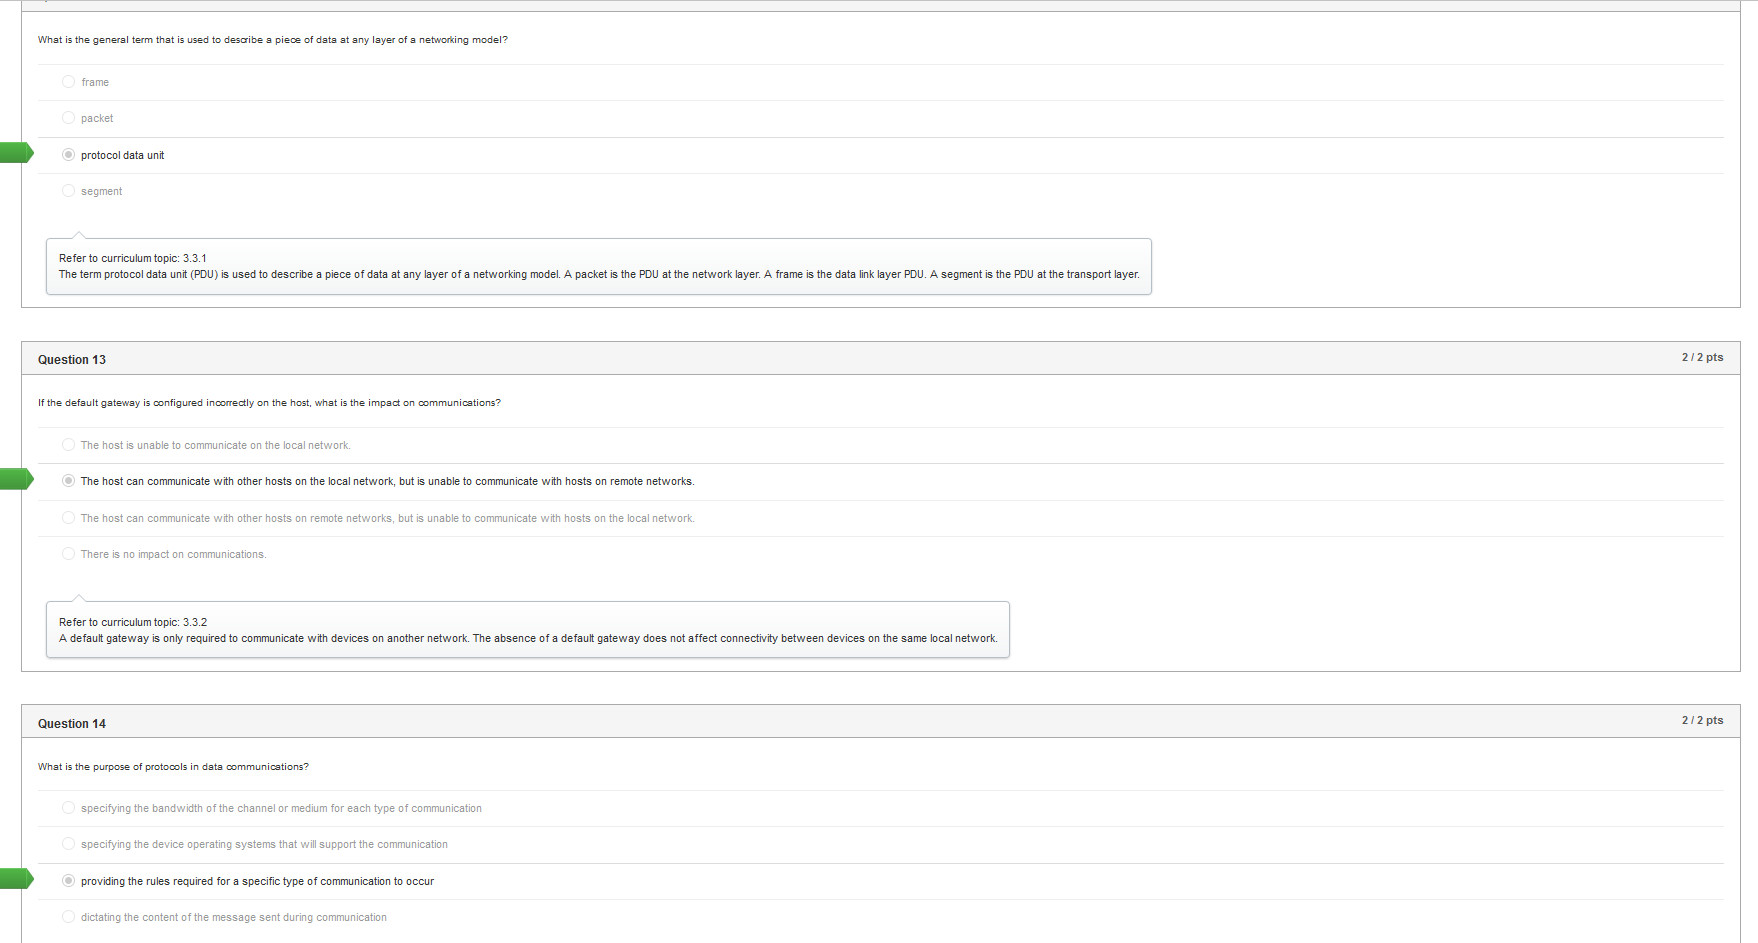 What is the general term that is used to describe a piece of data at any layer of a networking model?
frame
packet
protocol data unit
segment
Refer to curriculum topic: 3.3.1
The term protocol data unit (PDU) is used to describe a piece of data at any layer of a networking model. A packet is the PDU at the network layer. A frame is the data link layer PDU. A segment is the PDU at the transport layer.
Question 13
2 / 2 pts
If the default gateway is configured incorrectly on the host, what is the impact on communications?
The host is unable to communicate on the local network.
The host can communicate with other hosts on the local network, but is unable to communicate with hosts on remote networks.
The host can communicate with other hosts on remote networks, but is unable to communicate with hosts on the local network.
There is no impact on communications.
Refer to curriculum topic: 3.3.2
A default gateway is only required to communicate with devices on another network. The absence of a default gateway does not affect connectivity between devices on the same local network.
Question 14
2 / 2 pts
What is the purpose of protocols in data communications?
specifying the bandwidth of the channel or medium for each type of communication
specifying the device operating systems that will support the communication
providing the rules required for a specific type of communication to occur
dictating the content of the message sent during communication